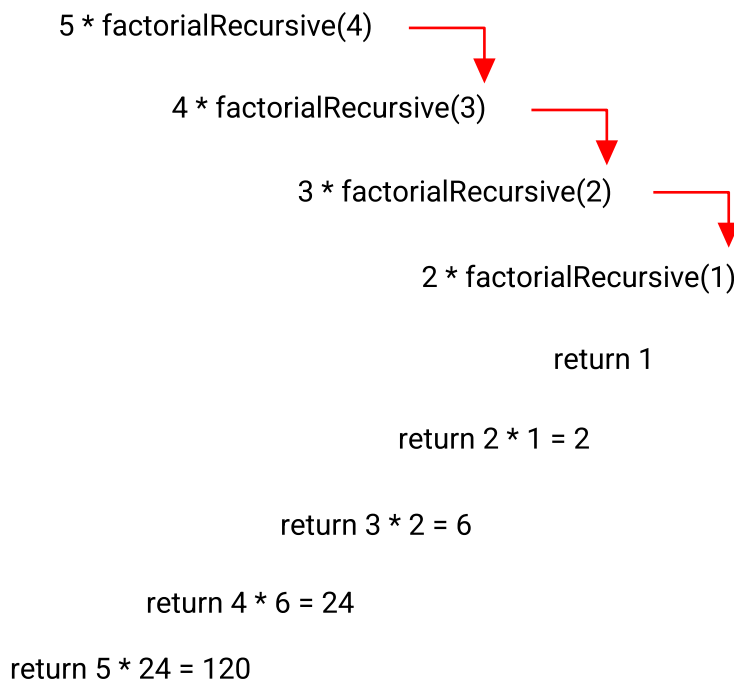 5 * factorialRecursive(4)
4 * factorialRecursive(3)
3 * factorialRecursive(2)
2 * factorialRecursive(1)
return 1
return 2 * 1 = 2
return 3 * 2 = 6
return 4 * 6 = 24
return 5 * 24 = 120